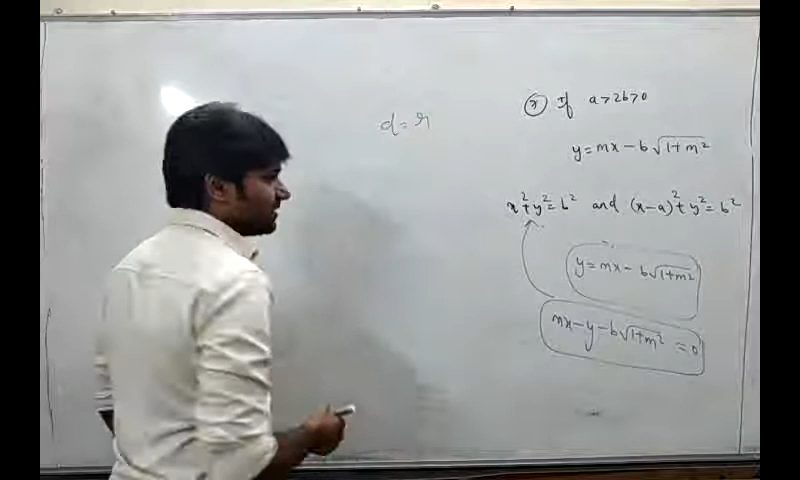 d = r
(7) If a > 2b > 0
y = mx - b√(1+m²)
x² + y² = b² and (x-a)² + y² = b²
y = mx - b√(1+m²)
mx - y - b√(1+m²) = 0